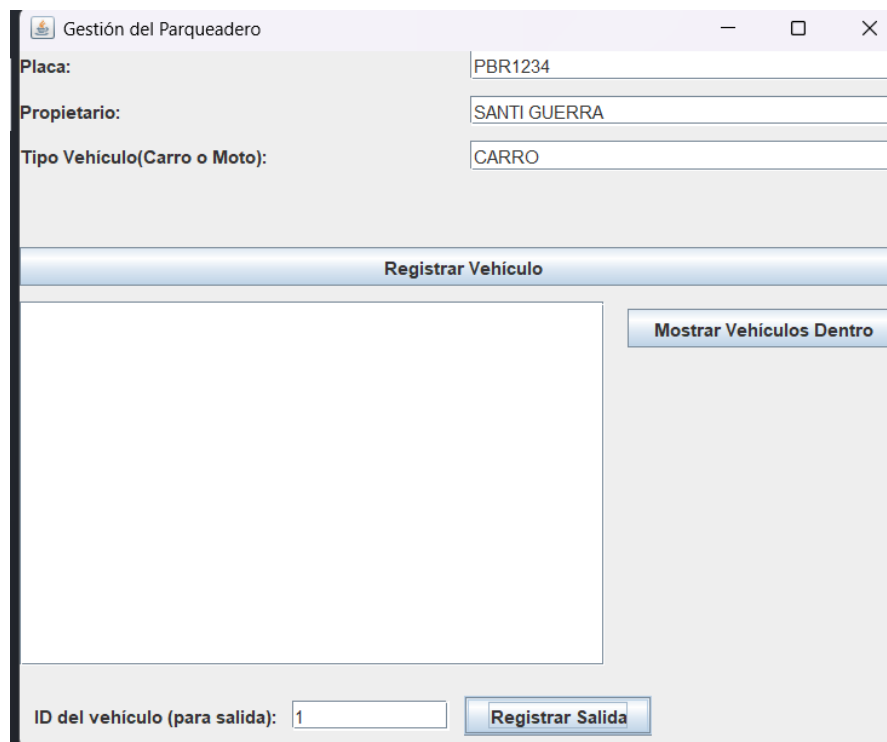 Gestión del Parqueadero
Placa: PBR1234
Propietario: SANTI GUERRA
Tipo Vehículo(Carro o Moto): CARRO
Registrar Vehículo
Mostrar Vehículos Dentro
ID del vehículo (para salida): 1 Registrar Salida